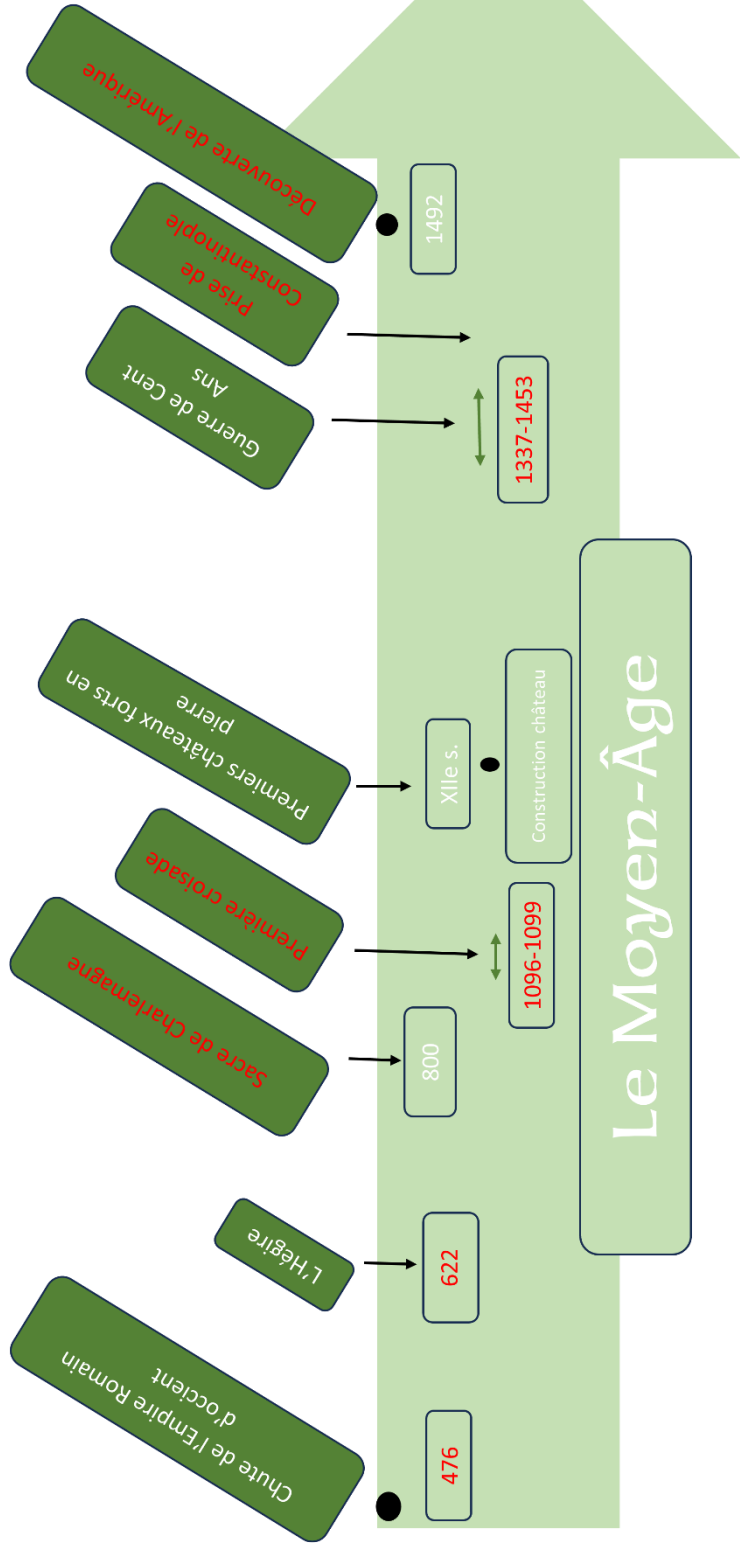 Chute de l'Empire Romain
d'occident
L'Hégire
Sacre de Charlemagne
Première croisade
Premiers châteaux forts en
pierre
Guerre de Cent
Ans
Prise de
Constantinople
Découverte de l'Amérique
476
622
800
1096-1099
XIIe s.
Construction château
1337-1453
1492
Le Moyen-Âge